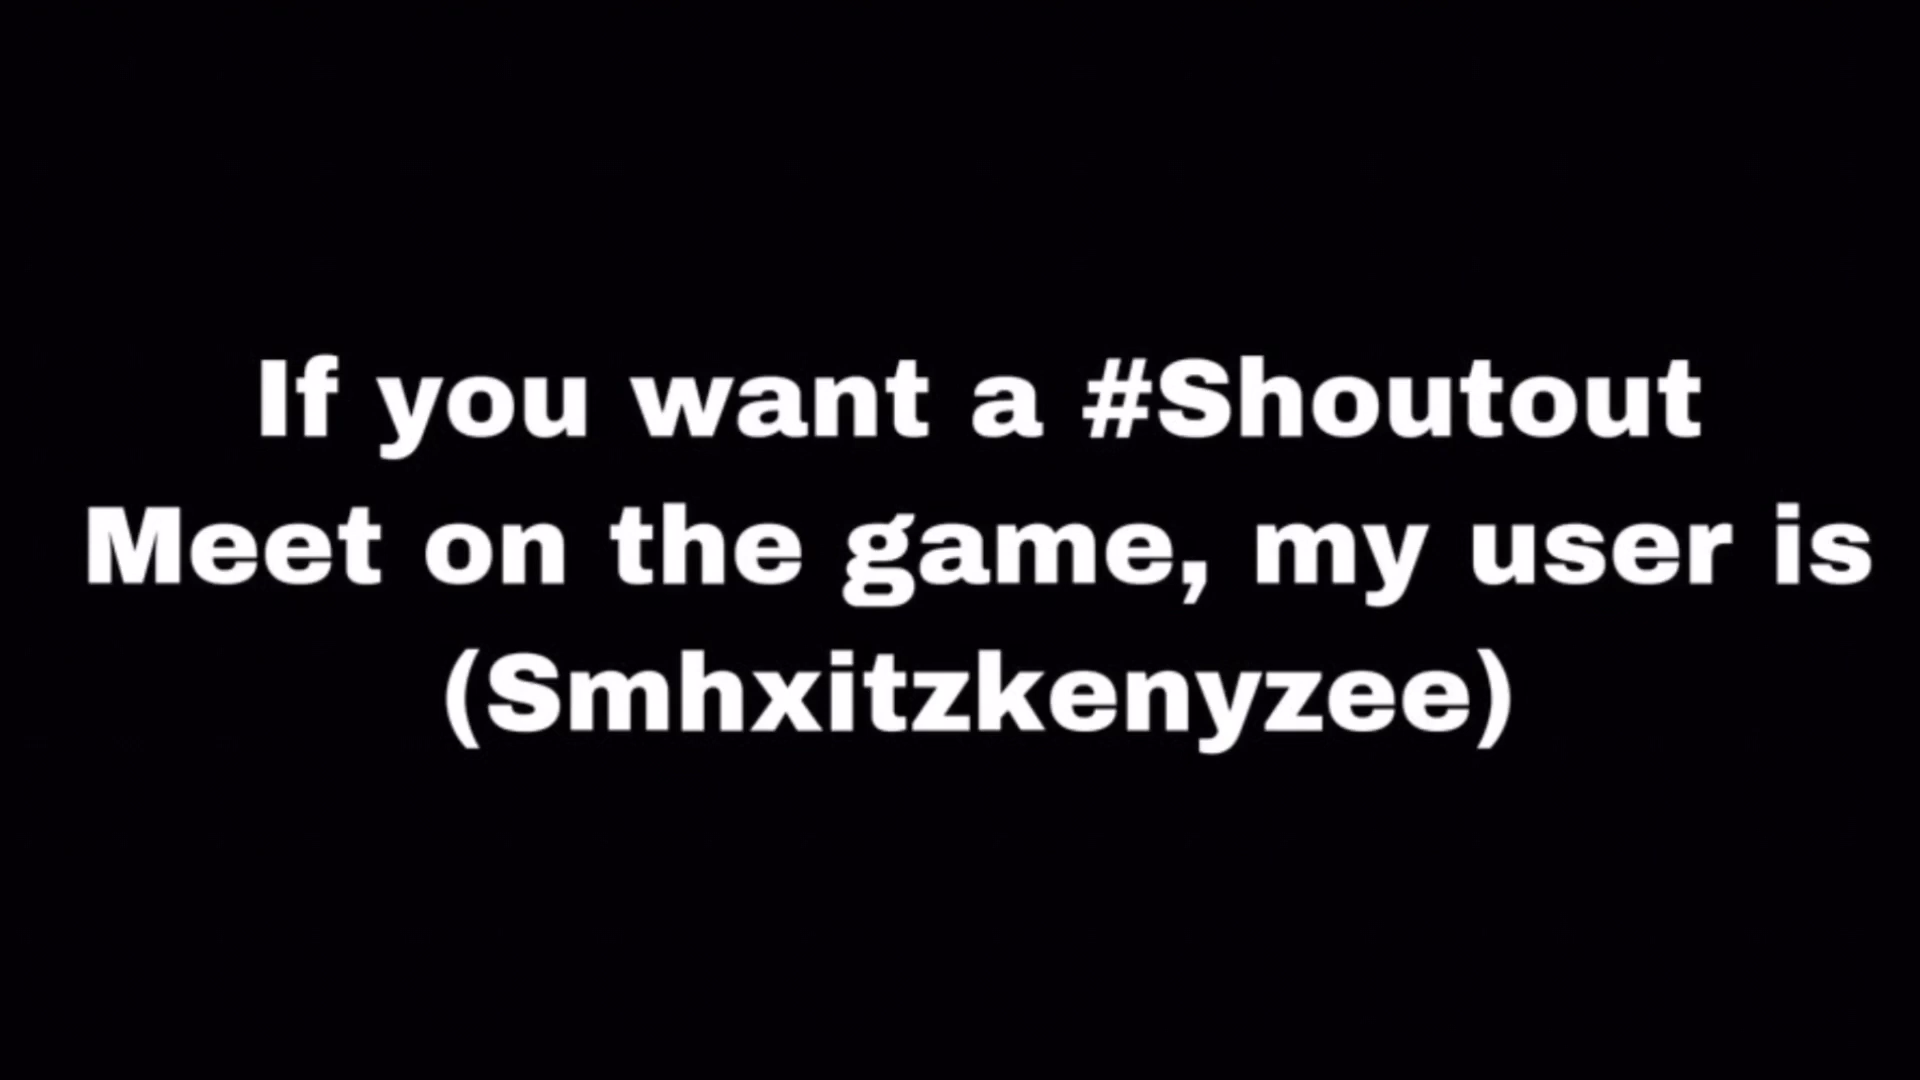 If you want a #Shoutout
Meet on the game, my user is
(Smhxitzkenyzee)